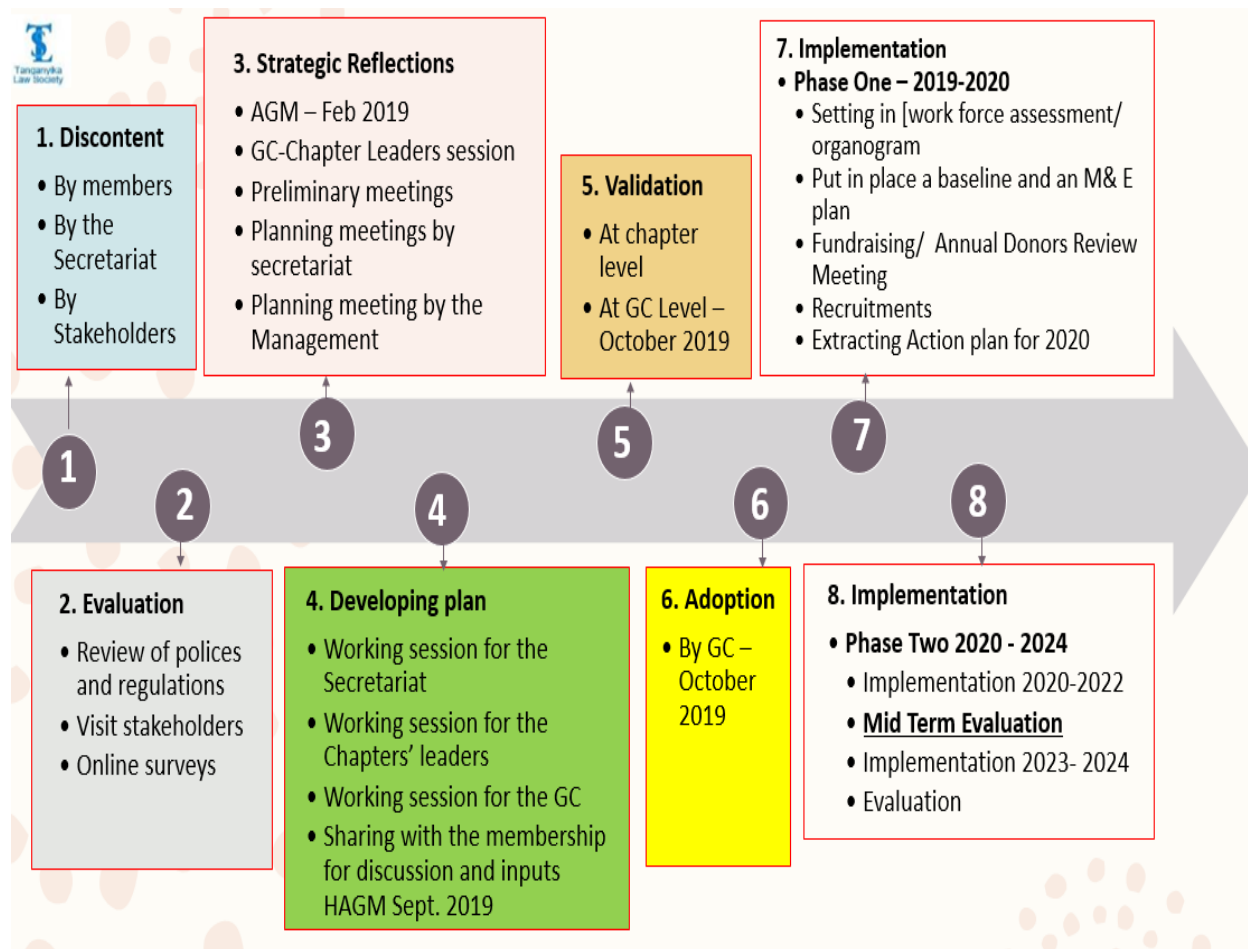 Tanganyika
Law Society
1. Discontent
• By members
• By the
Secretariat
• By
Stakeholders
3. Strategic Reflections
• AGM – Feb 2019
• GC-Chapter Leaders session
• Preliminary meetings
• Planning meetings by
secretariat
• Planning meeting by the
Management
5. Validation
• At chapter
level
• At GC Level –
October 2019
7. Implementation
• Phase One – 2019-2020
• Setting in [work force assessment/
organogram
• Put in place a baseline and an M& E
plan
• Fundraising/ Annual Donors Review
Meeting
• Recruitments
• Extracting Action plan for 2020
1
2
3
4
5
6
7
8
2. Evaluation
• Review of polices
and regulations
• Visit stakeholders
• Online surveys
4. Developing plan
• Working session for the
Secretariat
• Working session for the
Chapters’ leaders
• Working session for the GC
• Sharing with the membership
for discussion and inputs
HAGM Sept. 2019
6. Adoption
• By GC –
October
2019
8. Implementation
• Phase Two 2020 - 2024
• Implementation 2020-2022
• Mid Term Evaluation
• Implementation 2023- 2024
• Evaluation